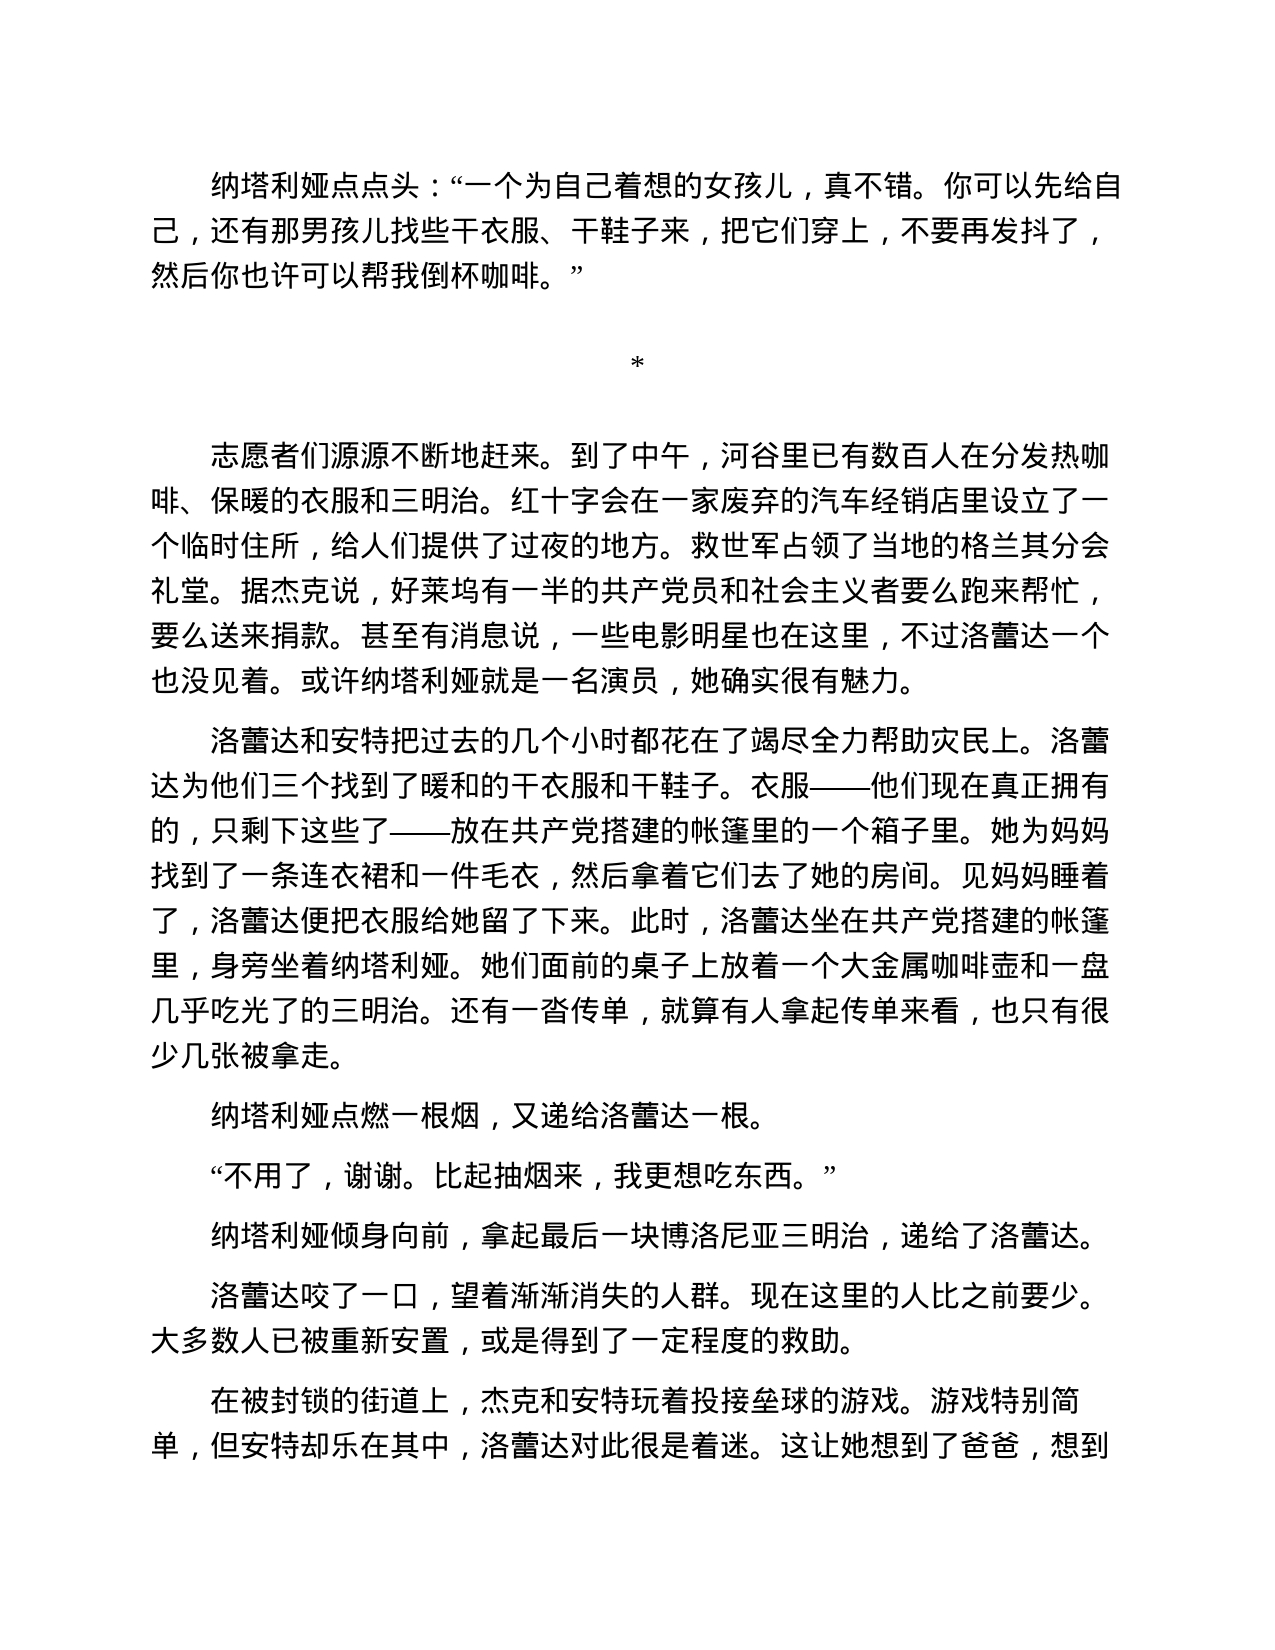 纳塔利娅点点头：“一个为自己着想的女孩儿，真不错。你可以先给自
己，还有那男孩儿找些干衣服、干鞋子来，把它们穿上，不要再发抖了，
然后你也许可以帮我倒杯咖啡。”
*
志愿者们源源不断地赶来。到了中午，河谷里已有数百人在分发热咖
啡、保暖的衣服和三明治。红十字会在一家废弃的汽车经销店里设立了一
个临时住所，给人们提供了过夜的地方。救世军占领了当地的格兰其分会
礼堂。据杰克说，好莱坞有一半的共产党员和社会主义者要么跑来帮忙，
要么送来捐款。甚至有消息说，一些电影明星也在这里，不过洛蕾达一个
也没见着。或许纳塔利娅就是一名演员，她确实很有魅力。
洛蕾达和安特把过去的几个小时都花在了竭尽全力帮助灾民上。洛蕾
达为他们三个找到了暖和的干衣服和干鞋子。衣服——他们现在真正拥有
的，只剩下这些了——放在共产党搭建的帐篷里的一个箱子里。她为妈妈
找到了一条连衣裙和一件毛衣，然后拿着它们去了她的房间。见妈妈睡着
了，洛蕾达便把衣服给她留了下来。此时，洛蕾达坐在共产党搭建的帐篷
里，身旁坐着纳塔利娅。她们面前的桌子上放着一个大金属咖啡壶和一盘
几乎吃光了的三明治。还有一沓传单，就算有人拿起传单来看，也只有很
少几张被拿走。
纳塔利娅点燃一根烟，又递给洛蕾达一根。
“不用了，谢谢。比起抽烟来，我更想吃东西。”
纳塔利娅倾身向前，拿起最后一块博洛尼亚三明治，递给了洛蕾达。
洛蕾达咬了一口，望着渐渐消失的人群。现在这里的人比之前要少。
大多数人已被重新安置，或是得到了一定程度的救助。
在被封锁的街道上，杰克和安特玩着投接垒球的游戏。游戏特别简
单，但安特却乐在其中，洛蕾达对此很是着迷。这让她想到了爸爸，想到